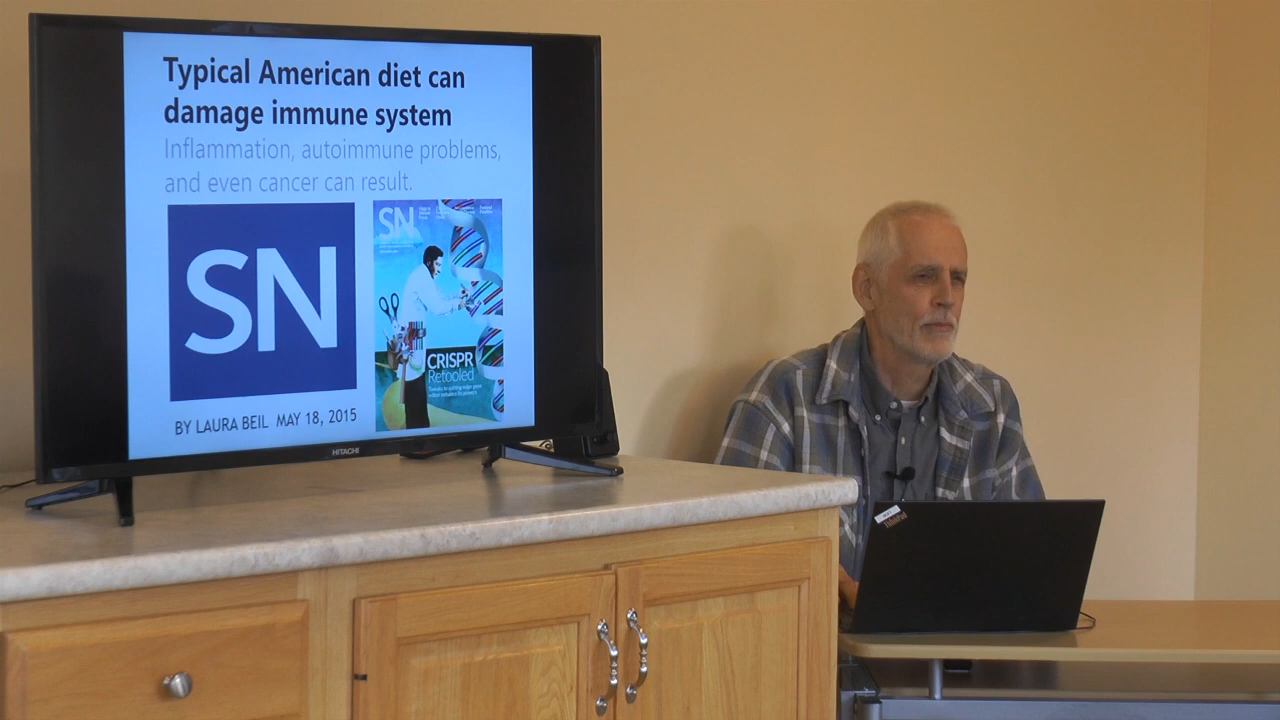 Typical American diet can
damage immune system
Inflammation, autoimmune problems,
and even cancer can result.
SN
SN
CRISPR
Retooled
BY LAURA BEIL MAY 18, 2015
HITACHI
ThinkPad